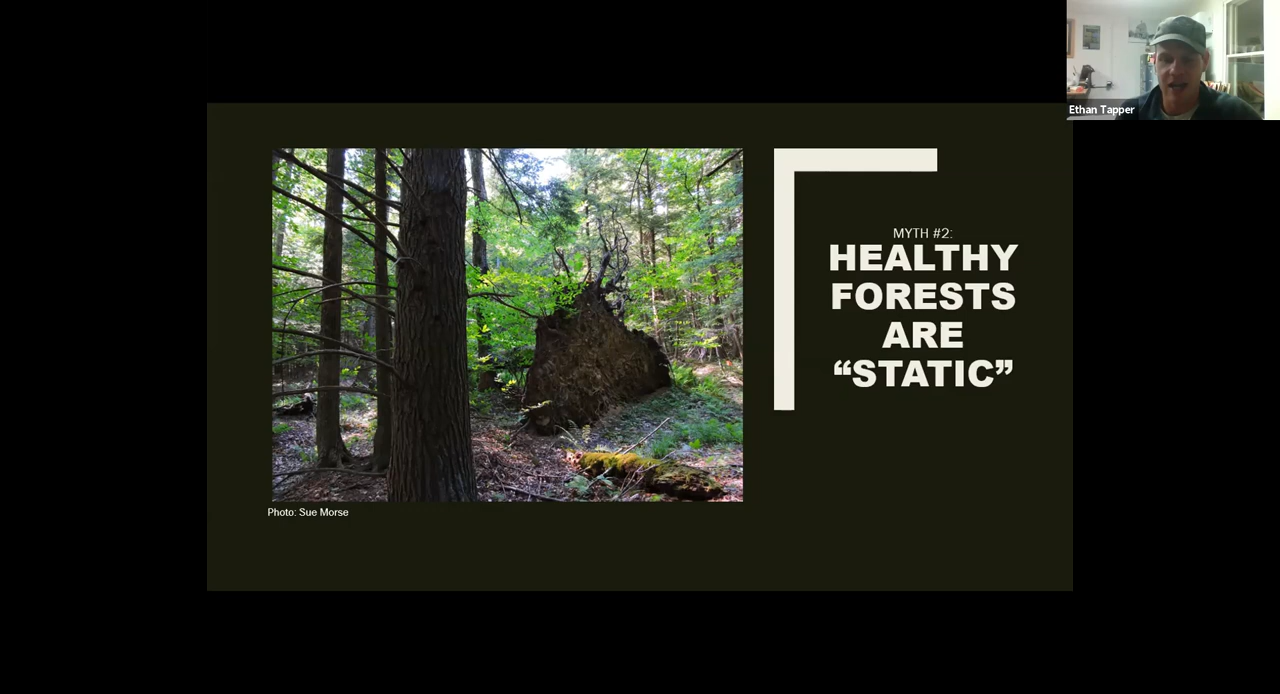 Ethan Tapper
MYTH #2:
HEALTHY
FORESTS
ARE
“STATIC”
Photo: Sue Morse